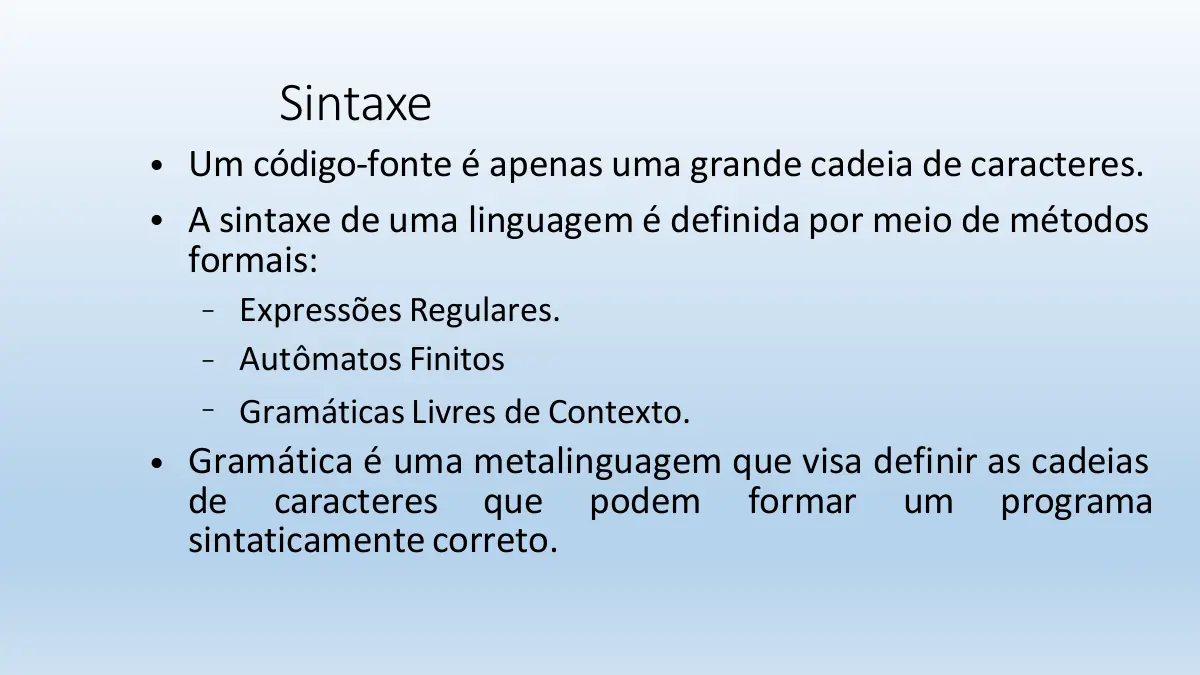 Sintaxe
• Um código-fonte é apenas uma grande cadeia de caracteres.
• A sintaxe de uma linguagem é definida por meio de métodos
formais:
– Expressões Regulares.
– Autômatos Finitos
– Gramáticas Livres de Contexto.
• Gramática é uma metalinguagem que visa definir as cadeias
de caracteres que podem formar um programa
sintaticamente correto.